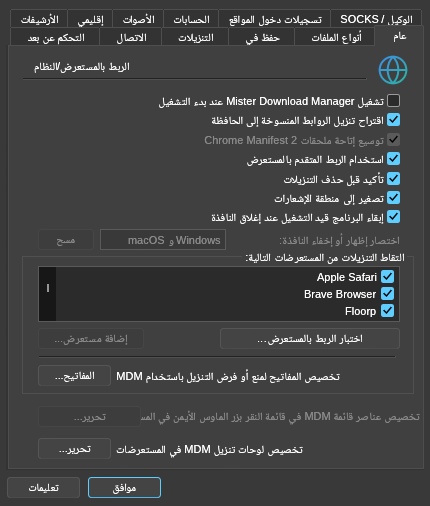 الوكيل / SOCKS
تسجيلات دخول المواقع
الحسابات
الأصوات
إقليمي
الأرشيفات
عام
أنواع الملفات
حفظ في
التنزيلات
الاتصال
التحكم عن بعد
الربط بالمستعرض/النظام
تشغيل Mister Download Manager عند بدء التشغيل
اقتراح تنزيل الروابط المنسوخة إلى الحافظة
توسيع إتاحة ملحقات Chrome Manifest 2
استخدام الربط المتقدم بالمستعرض
تأكيد قبل حذف التنزيلات
تصغير إلى منطقة الإشعارات
إبقاء البرنامج قيد التشغيل عند إغلاق النافذة
اختصار إظهار أو إخفاء النافذة:
Windows و macOS
مسح
التقاط التنزيلات من المستعرضات التالية:
Apple Safari
Brave Browser
Floorp
اختبار الربط بالمستعرض...
إضافة مستعرض...
تخصيص المفاتيح لمنع أو فرض التنزيل باستخدام MDM
المفاتيح...
تخصيص عناصر قائمة MDM في قائمة النقر بزر الماوس الأيمن في المس
تحرير...
تخصيص لوحات تنزيل MDM في المستعرضات
تحرير...
موافق
تعليمات